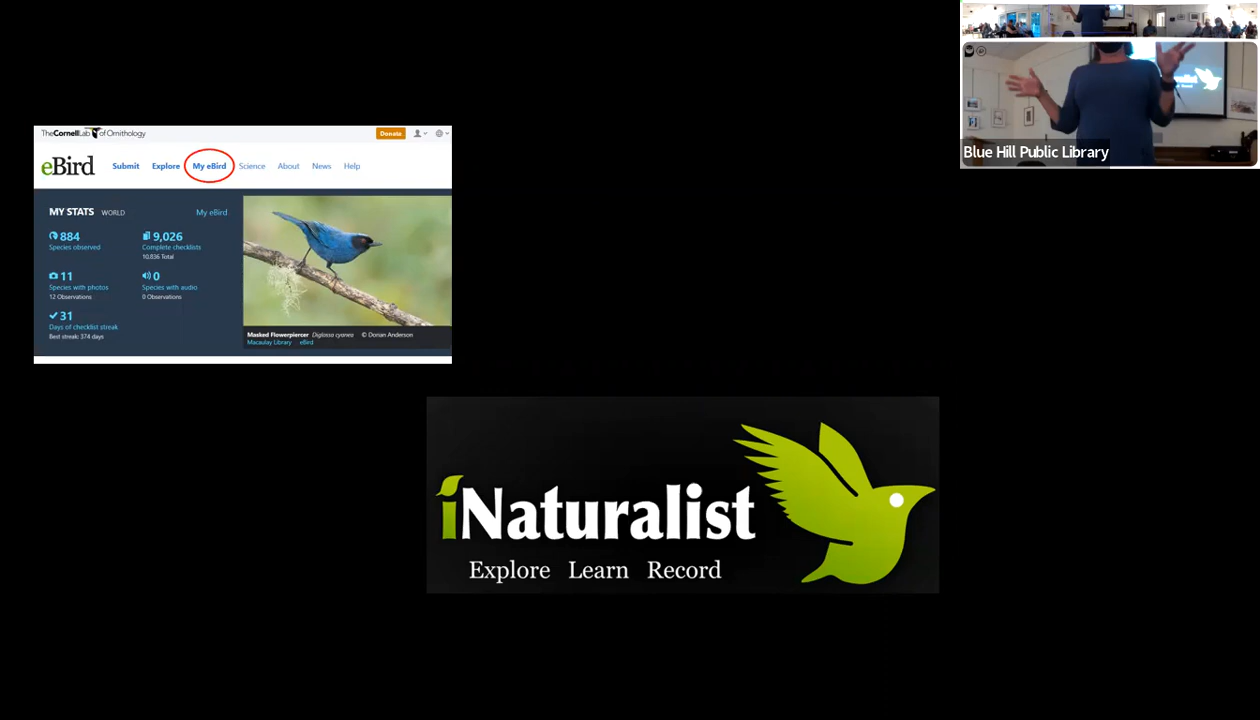 TheCornellLab of Ornithology
Donate
eBird Submit Explore My eBird Science About News Help
MY STATS WORLD My eBird
884 9,026
Species observed Complete checklists
10,836 Total
11 0
Species with photos Species with audio
12 Observations 0 Observations
31
Days of checklist streak
Best streak: 374 days
Masked Flowerpiercer Diglossa cyanea © Dorian Anderson
Macaulay Library eBird
iNaturalist
Explore Learn Record
Blue Hill Public Library